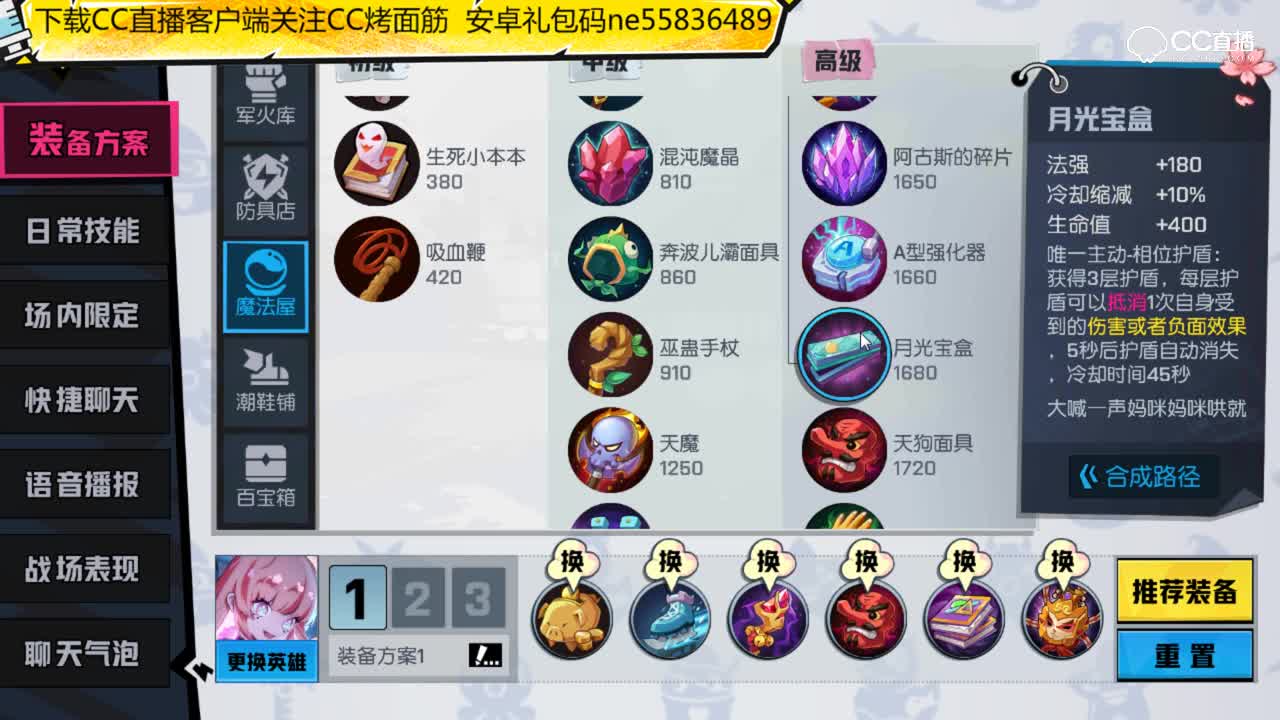 下载CC直播客户端关注CC烤面筋 安卓礼包码ne55836489
CC直播
初级
中级
高级
装备方案
日常技能
场内限定
快捷聊天
语音播报
战场表现
聊天气泡
军火库
防具店
魔法屋
潮鞋铺
百宝箱
生死小本本
380
吸血鞭
420
混沌魔晶
810
奔波儿灞面具
860
巫蛊手杖
910
天魔
1250
阿古斯的碎片
1650
A型强化器
1660
月光宝盒
1680
天狗面具
1720
月光宝盒
法强 +180
冷却缩减 +10%
生命值 +400
唯一主动-相位护盾：
获得3层护盾，每层护
盾可以抵消1次自身受
到的伤害或者负面效果
，5秒后护盾自动消失
，冷却时间45秒
大喊一声妈咪妈咪哄就
合成路径
更换英雄
1 2 3
装备方案1
换 换 换 换 换 换
推荐装备
重置